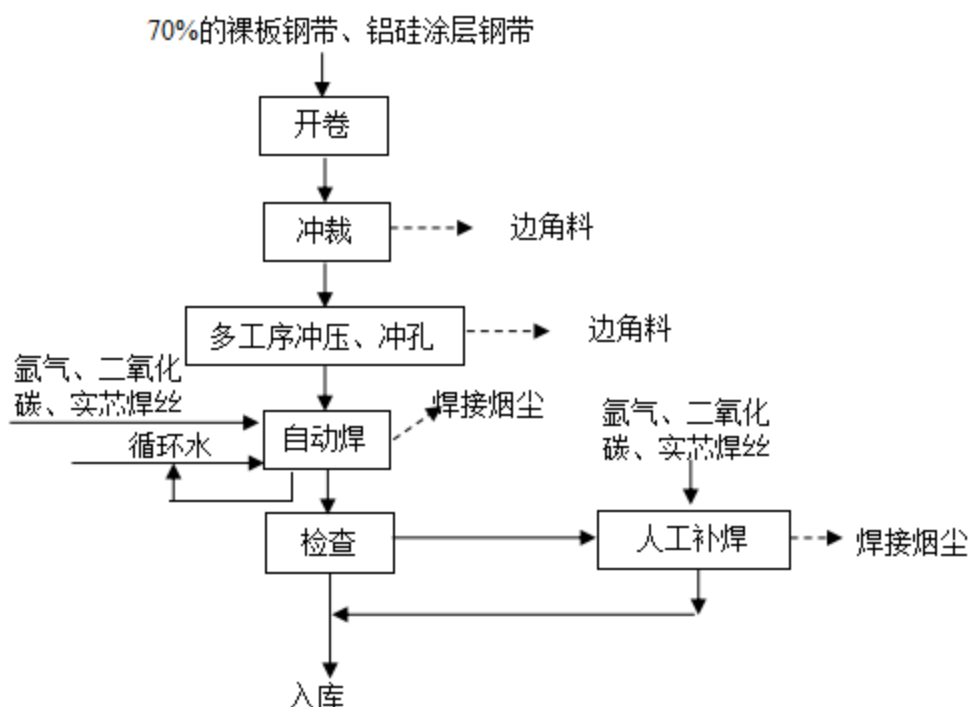 70%的裸板钢带、铝硅涂层钢带
开卷
冲裁
边角料
多工序冲压、冲孔
边角料
氩气、二氧化
碳、实芯焊丝
焊接烟尘
自动焊
循环水
氩气、二氧化
碳、实芯焊丝
检查
人工补焊
焊接烟尘
入库